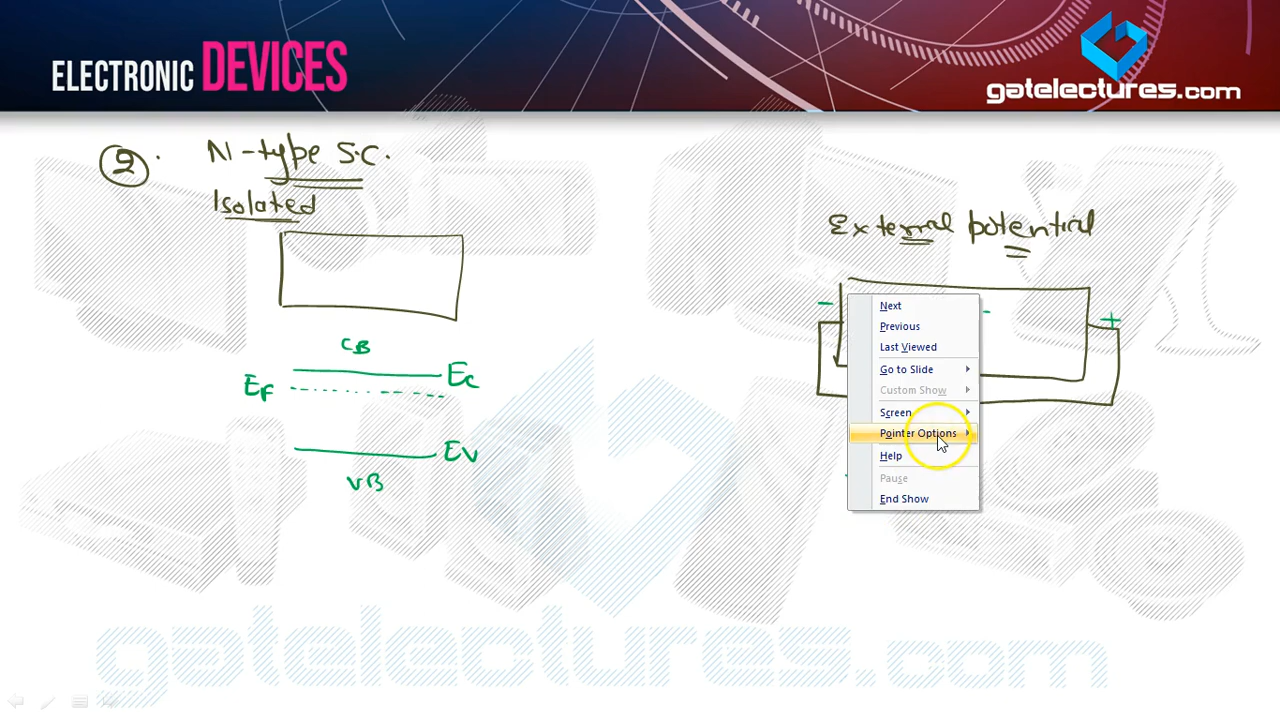 ELECTRONIC DEVICES
gatelectures.com
2. N-type S.C.
Isolated
CB
EF
EC
EV
VB
External potential
-
-
+
Next
Previous
Last Viewed
Go to Slide
Custom Show
Screen
Pointer Options
Help
Pause
End Show
gatelectures.com